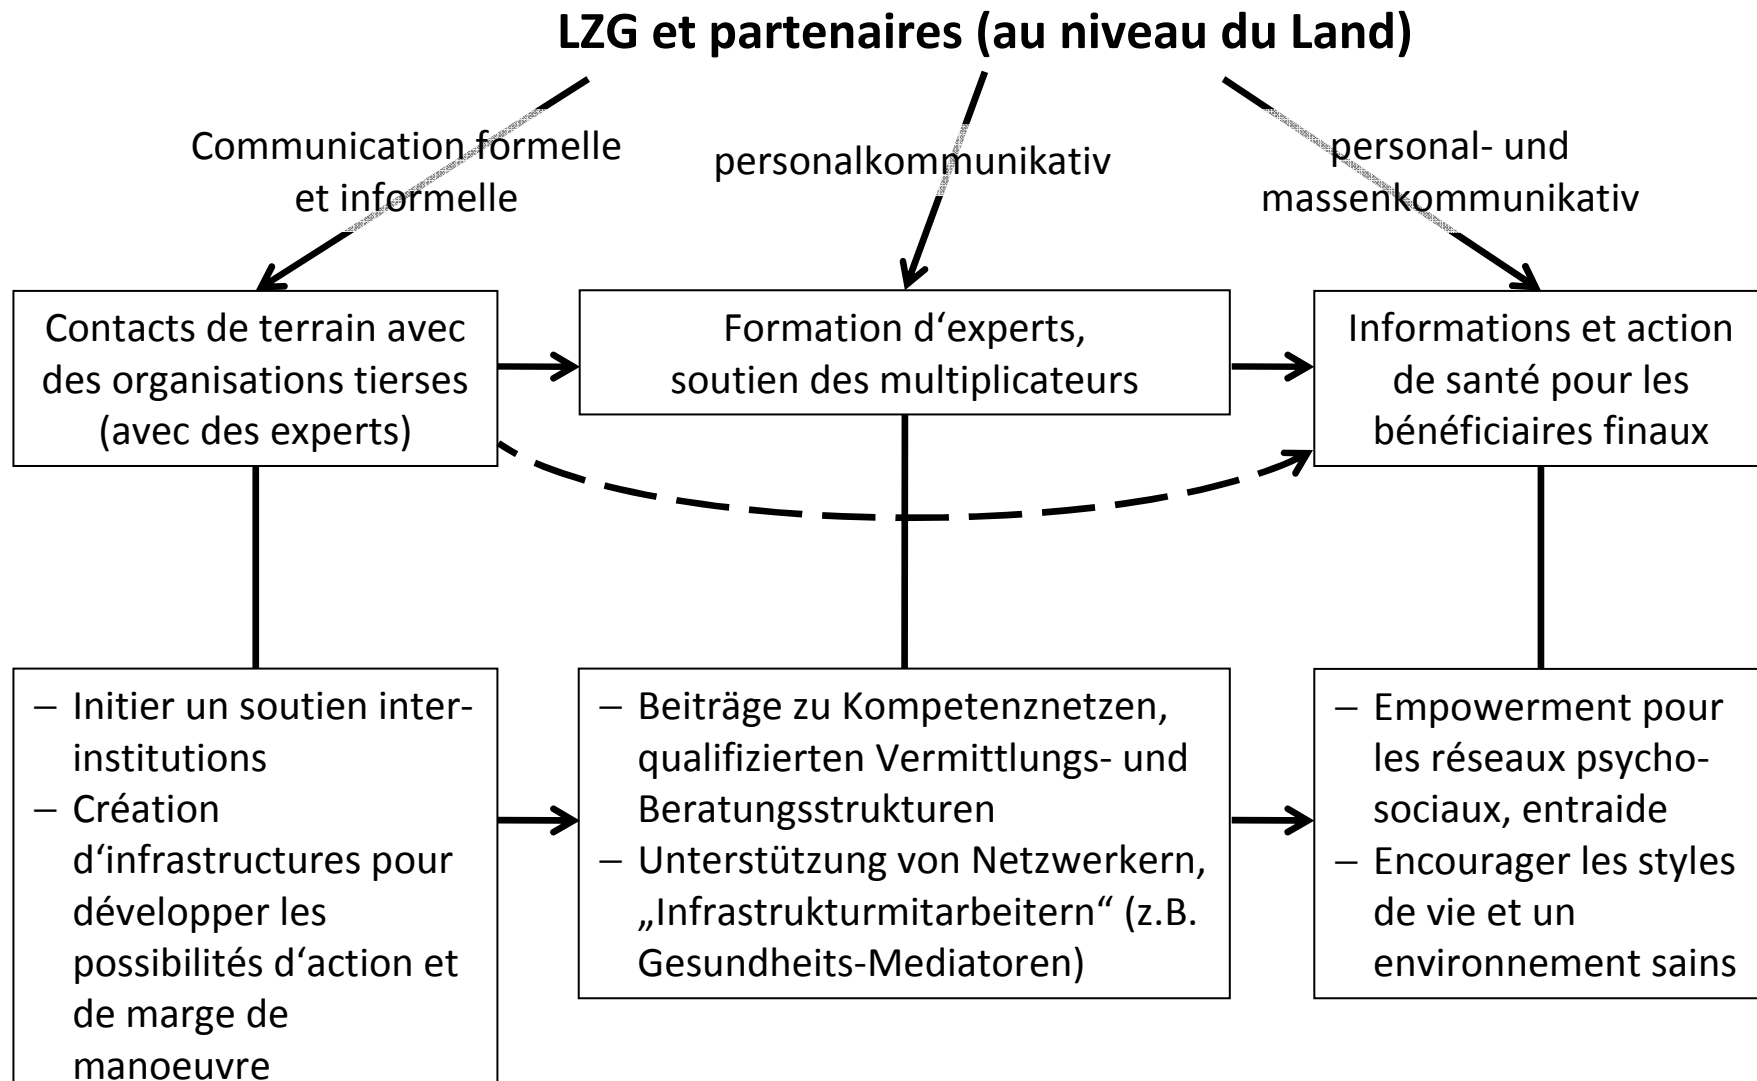 LZG et partenaires (au niveau du Land)
Communication formelle
et informelle
personalkommunikativ
personal- und
massenkommunikativ
Contacts de terrain avec
des organisations tierses
(avec des experts)
Formation d‘experts,
soutien des multiplicateurs
Informations et action
de santé pour les
bénéficiaires finaux
– Initier un soutien inter-
institutions
– Création
d‘infrastructures pour
développer les
possibilités d‘action et
de marge de
manoeuvre
– Beiträge zu Kompetenznetzen,
qualifizierten Vermittlungs- und
Beratungsstrukturen
– Unterstützung von Netzwerkern,
„Infrastrukturmitarbeitern“ (z.B.
Gesundheits-Mediatoren)
– Empowerment pour
les réseaux psycho-
sociaux, entraide
– Encourager les styles
de vie et un
environnement sains